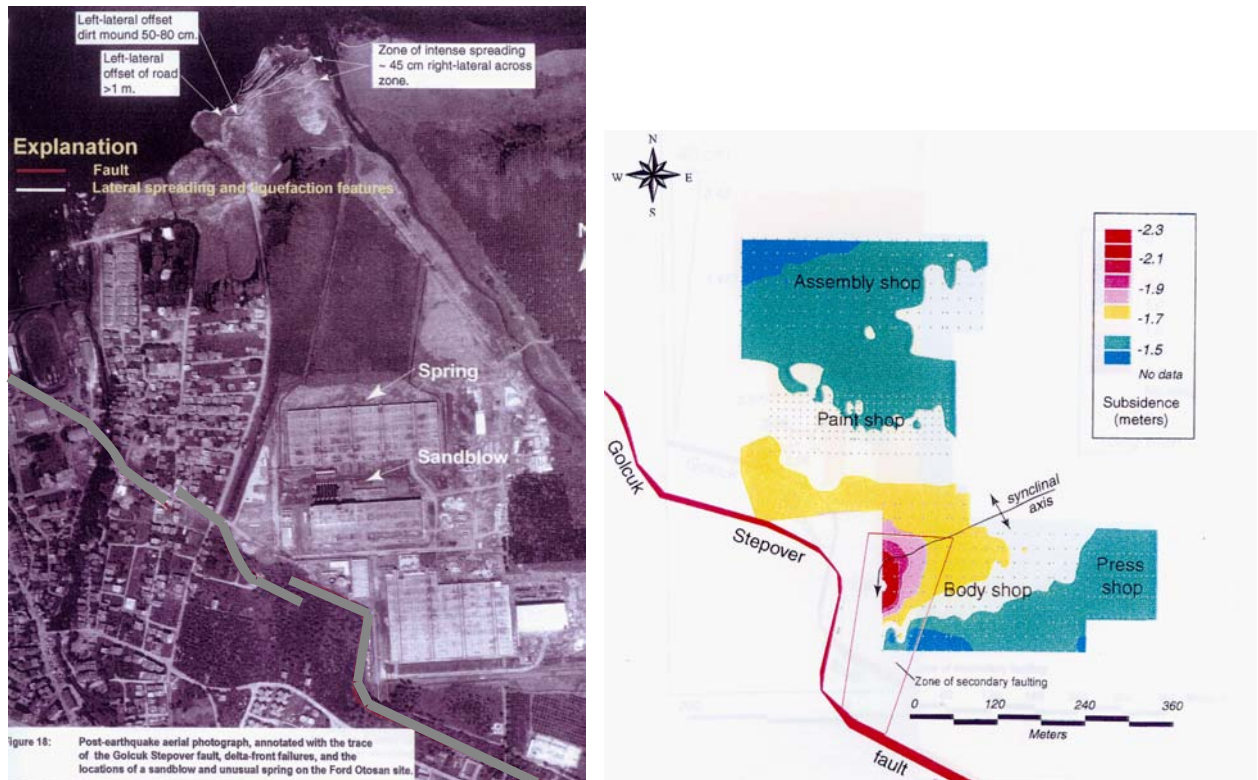 Left-lateral offset
dirt mound 50-80 cm.
Left-lateral
offset of road
>1 m.
Zone of intense spreading
~ 45 cm right-lateral across
zone.
Explanation
Fault
Lateral spreading and liquefaction features
N
Spring
Sandblow
Figure 18: Post-earthquake aerial photograph, annotated with the trace
of the Golcuk Stepover fault, delta-front failures, and the
locations of a sandblow and unusual spring on the Ford Otosan site.
N
W E
S
Assembly shop
Paint shop
Golcuk
Stepover
fault
synclinal
axis
Body shop
Press
shop
Zone of secondary faulting
-2.3
-2.1
-1.9
-1.7
-1.5
No data
Subsidence
(meters)
0 120 240 360
Meters